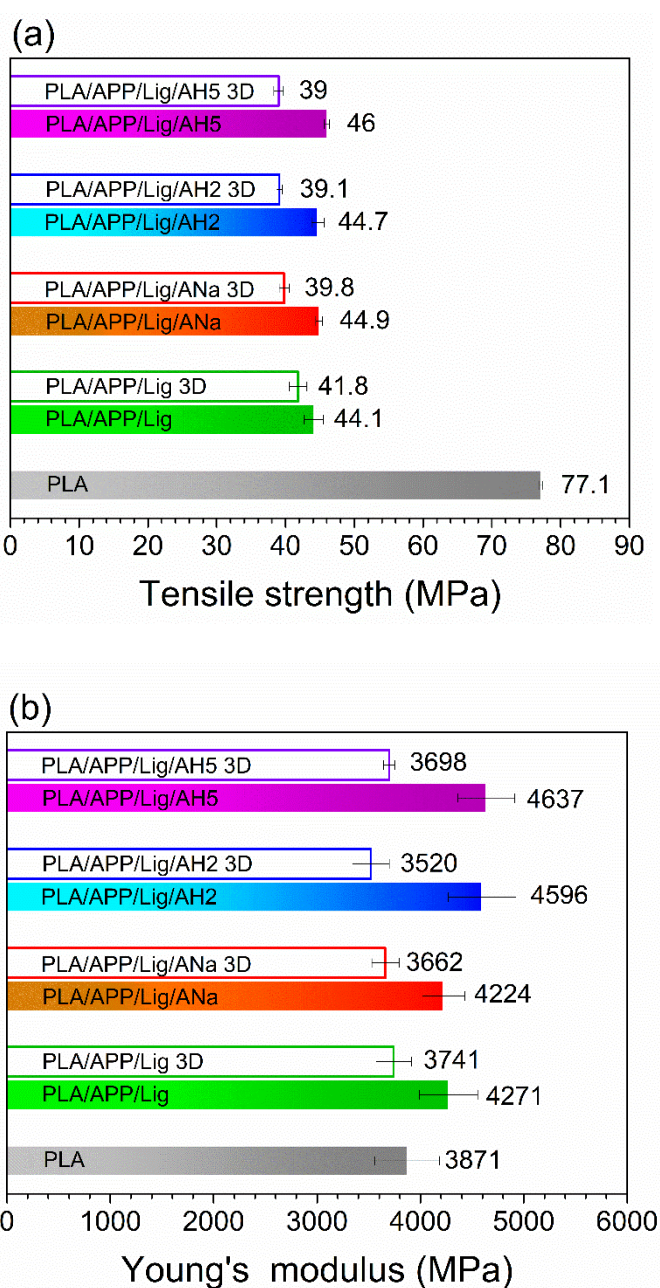 (a)
PLA/APP/Lig/AH5 3D 39
PLA/APP/Lig/AH5 46
PLA/APP/Lig/AH2 3D 39.1
PLA/APP/Lig/AH2 44.7
PLA/APP/Lig/ANa 3D 39.8
PLA/APP/Lig/ANa 44.9
PLA/APP/Lig 3D 41.8
PLA/APP/Lig 44.1
PLA 77.1
0 10 20 30 40 50 60 70 80 90
Tensile strength (MPa)
(b)
PLA/APP/Lig/AH5 3D 3698
PLA/APP/Lig/AH5 4637
PLA/APP/Lig/AH2 3D 3520
PLA/APP/Lig/AH2 4596
PLA/APP/Lig/ANa 3D 3662
PLA/APP/Lig/ANa 4224
PLA/APP/Lig 3D 3741
PLA/APP/Lig 4271
PLA 3871
0 1000 2000 3000 4000 5000 6000
Young's modulus (MPa)